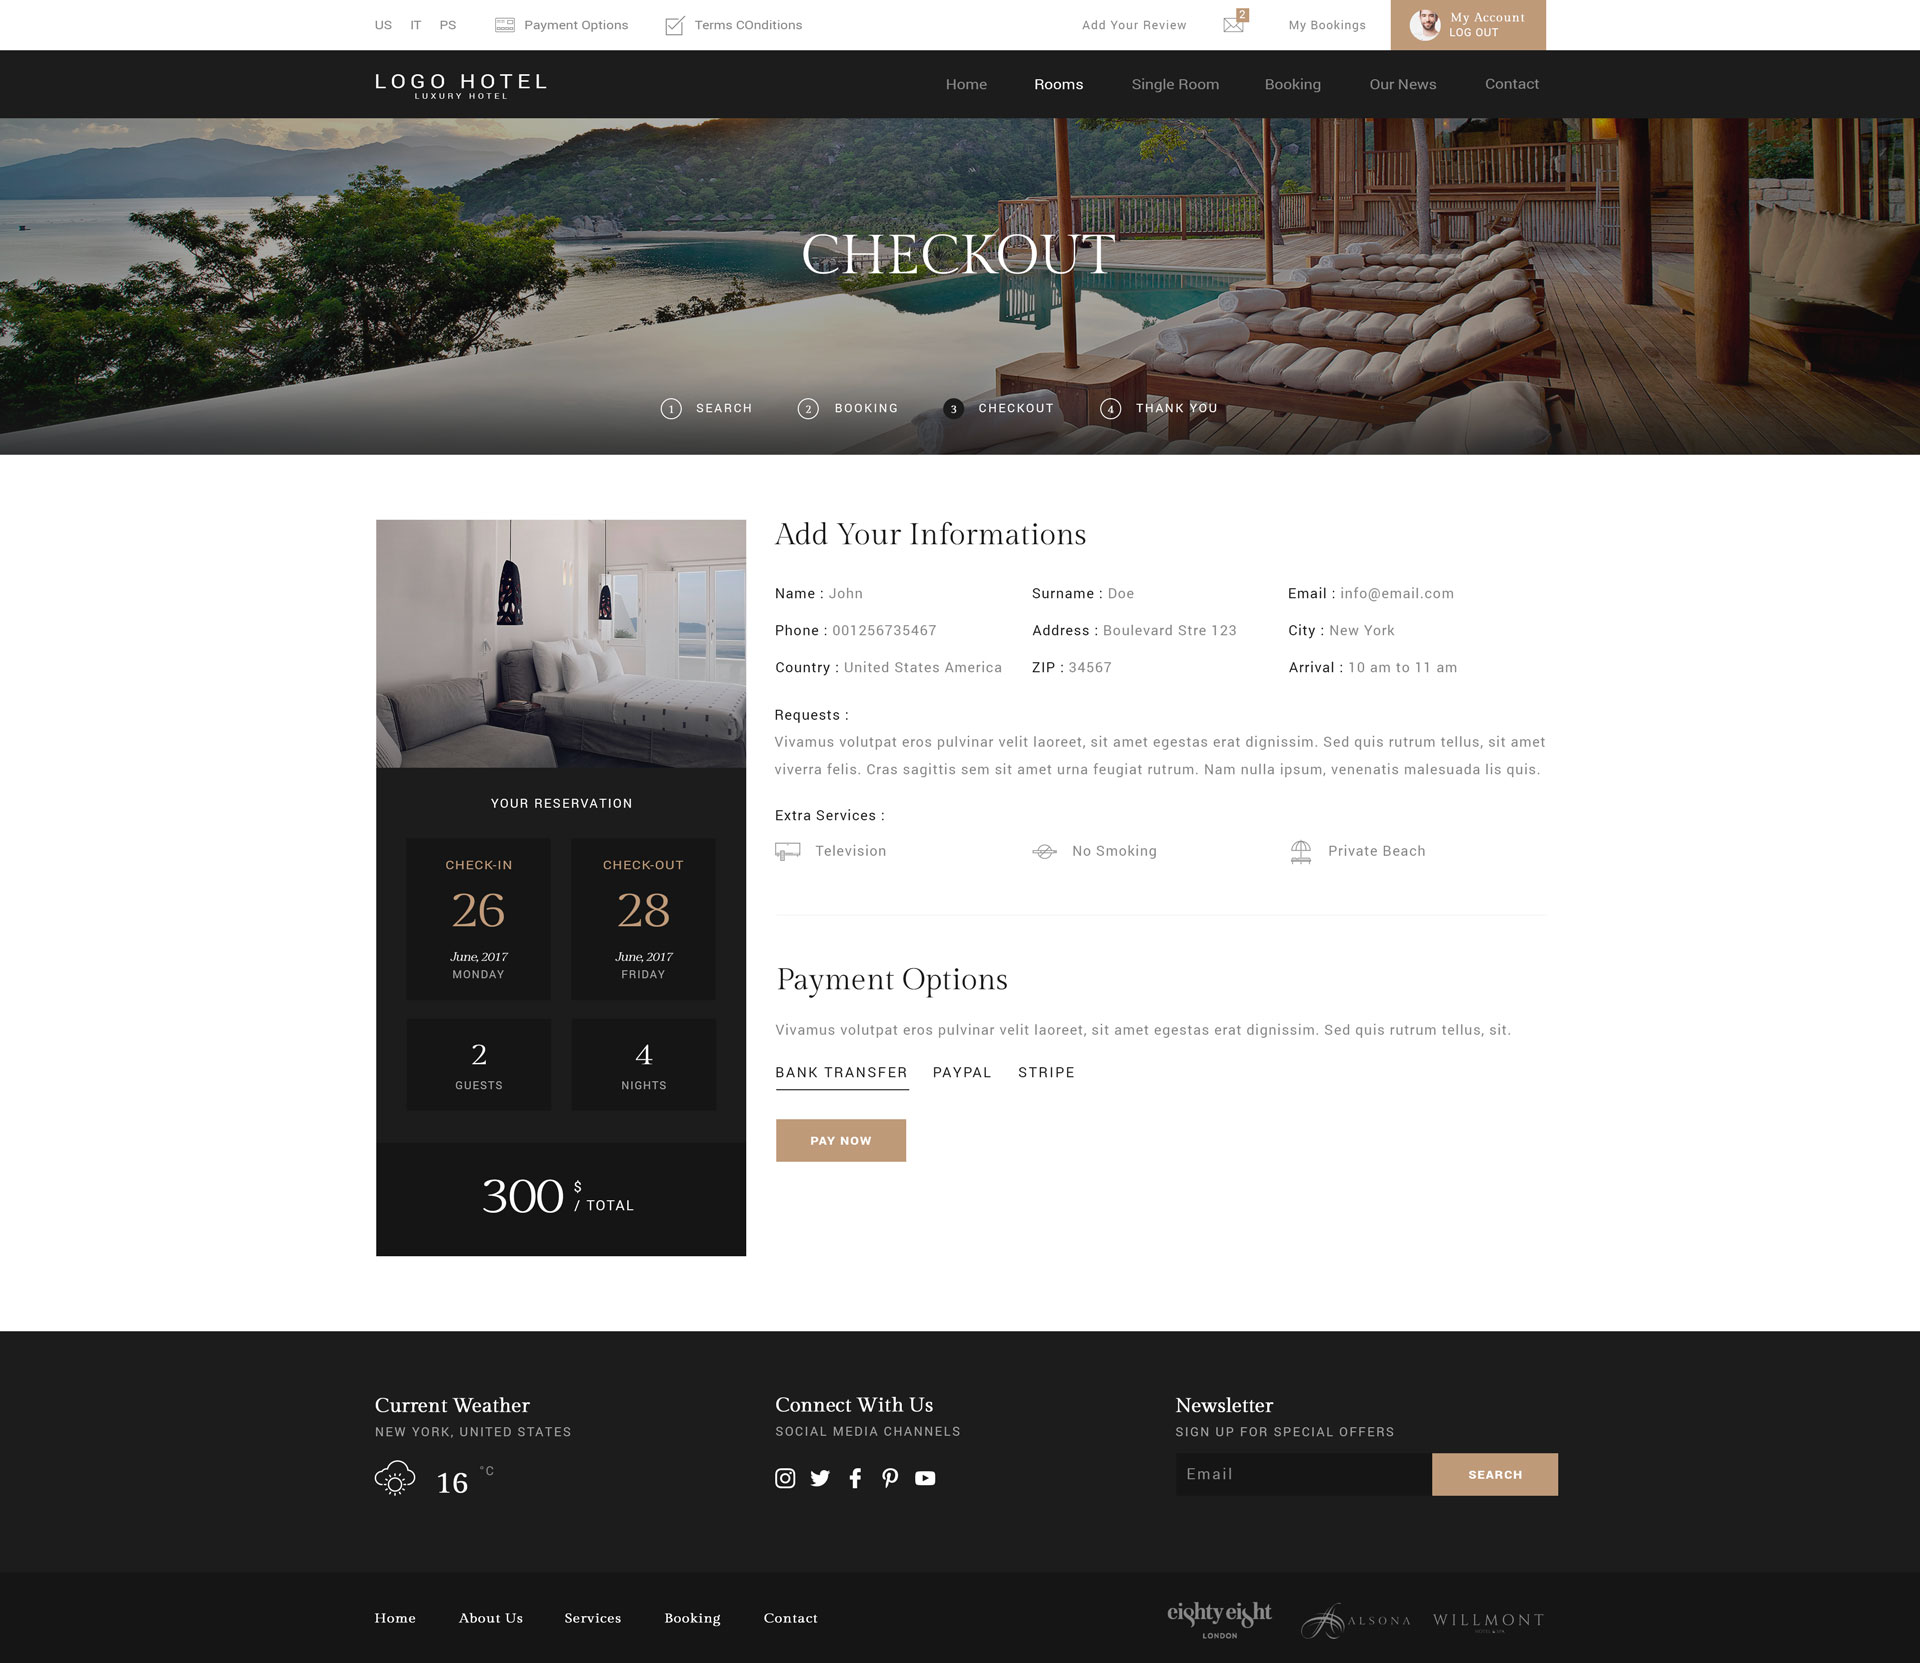 US IT PS Payment Options Terms COnditions Add Your Review 2 My Bookings My Account
LOG OUT
LOGO HOTEL
LUXURY HOTEL
Home Rooms Single Room Booking Our News Contact
CHECKOUT
1 SEARCH 2 BOOKING 3 CHECKOUT 4 THANK YOU
YOUR RESERVATION
CHECK-IN CHECK-OUT
26 28
June, 2017 June, 2017
MONDAY FRIDAY
2 4
GUESTS NIGHTS
300 $
/ TOTAL
Add Your Informations
Name : John Surname : Doe Email : info@email.com
Phone : 001256735467 Address : Boulevard Stre 123 City : New York
Country : United States America ZIP : 34567 Arrival : 10 am to 11 am
Requests :
Vivamus volutpat eros pulvinar velit laoreet, sit amet egestas erat dignissim. Sed quis rutrum tellus, sit amet
viverra felis. Cras sagittis sem sit amet urna feugiat rutrum. Nam nulla ipsum, venenatis malesuada lis quis.
Extra Services :
Television No Smoking Private Beach
Payment Options
Vivamus volutpat eros pulvinar velit laoreet, sit amet egestas erat dignissim. Sed quis rutrum tellus, sit.
BANK TRANSFER PAYPAL STRIPE
PAY NOW
Current Weather
NEW YORK, UNITED STATES
16 °C
Connect With Us
SOCIAL MEDIA CHANNELS
Newsletter
SIGN UP FOR SPECIAL OFFERS
Email SEARCH
Home About Us Services Booking Contact
eighty eight
LONDON
ALSONA
WILLMONT
HOTEL & SPA